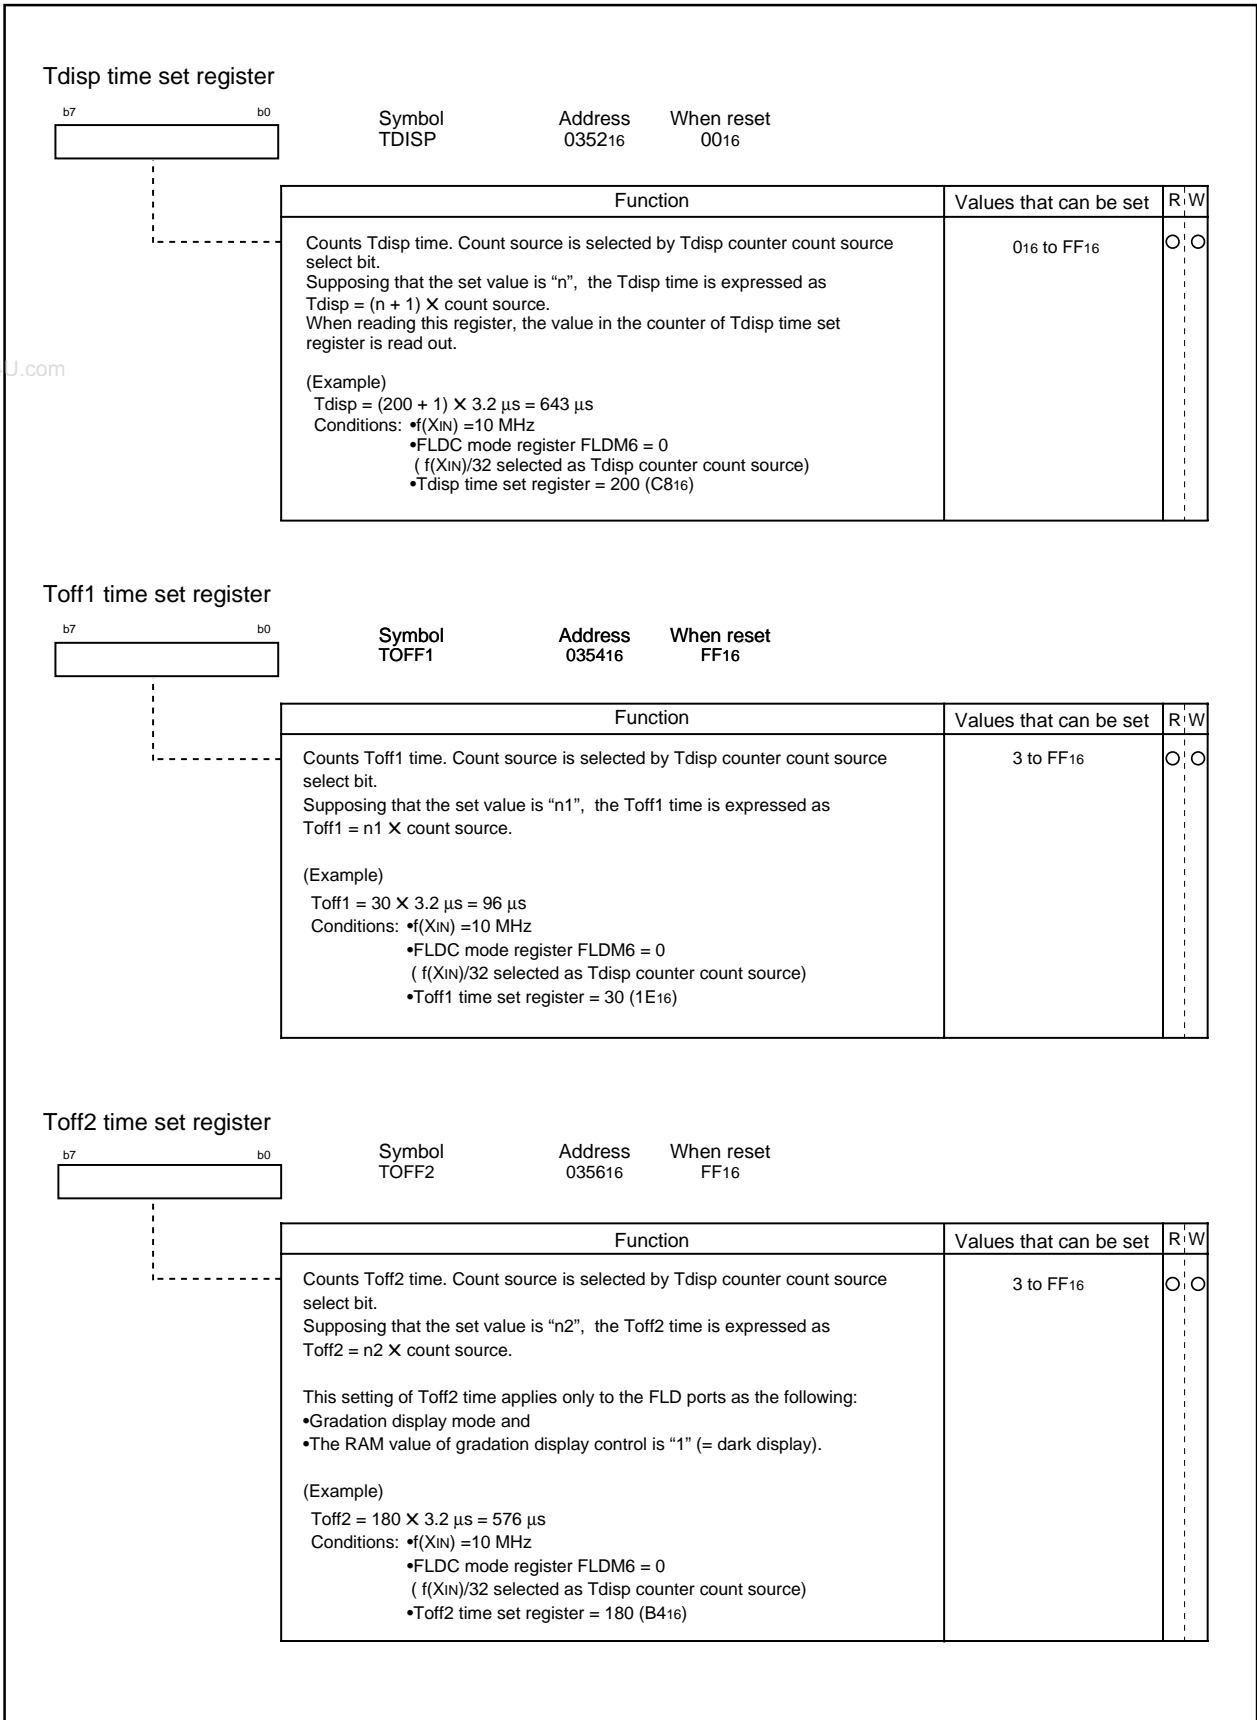 Tdisp time set register
b7 b0
Symbol Address When reset
TDISP 035216 0016
Function Values that can be set R W
Counts Tdisp time. Count source is selected by Tdisp counter count source 016 to FF16 ○ ○
select bit.
Supposing that the set value is “n”, the Tdisp time is expressed as
Tdisp = (n + 1) ✕ count source.
When reading this register, the value in the counter of Tdisp time set
register is read out.
U.com
(Example)
Tdisp = (200 + 1) ✕ 3.2 μs = 643 μs
Conditions: •f(XIN) =10 MHz
•FLDC mode register FLDM6 = 0
( f(XIN)/32 selected as Tdisp counter count source)
•Tdisp time set register = 200 (C816)
Toff1 time set register
b7 b0
Symbol Address When reset
TOFF1 035416 FF16
Function Values that can be set R W
Counts Toff1 time. Count source is selected by Tdisp counter count source 3 to FF16 ○ ○
select bit.
Supposing that the set value is “n1”, the Toff1 time is expressed as
Toff1 = n1 ✕ count source.
(Example)
Toff1 = 30 ✕ 3.2 μs = 96 μs
Conditions: •f(XIN) =10 MHz
•FLDC mode register FLDM6 = 0
( f(XIN)/32 selected as Tdisp counter count source)
•Toff1 time set register = 30 (1E16)
Toff2 time set register
b7 b0
Symbol Address When reset
TOFF2 035616 FF16
Function Values that can be set R W
Counts Toff2 time. Count source is selected by Tdisp counter count source 3 to FF16 ○ ○
select bit.
Supposing that the set value is “n2”, the Toff2 time is expressed as
Toff2 = n2 ✕ count source.
This setting of Toff2 time applies only to the FLD ports as the following:
•Gradation display mode and
•The RAM value of gradation display control is “1” (= dark display).
(Example)
Toff2 = 180 ✕ 3.2 μs = 576 μs
Conditions: •f(XIN) =10 MHz
•FLDC mode register FLDM6 = 0
( f(XIN)/32 selected as Tdisp counter count source)
•Toff2 time set register = 180 (B416)